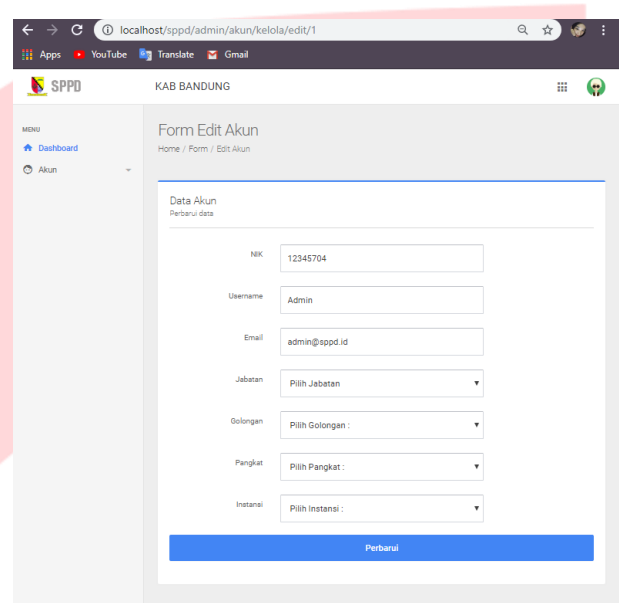 localhost/sppd/admin/akun/kelola/edit/1
Apps YouTube Translate Gmail
SPPD KAB BANDUNG
MENU
Dashboard
Akun
Form Edit Akun
Home / Form / Edit Akun
Data Akun
Perbarui data
NIK 12345704
Username Admin
Email admin@sppd.id
Jabatan Pilih Jabatan
Golongan Pilih Golongan :
Pangkat Pilih Pangkat :
Instansi Pilih Instansi :
Perbarui